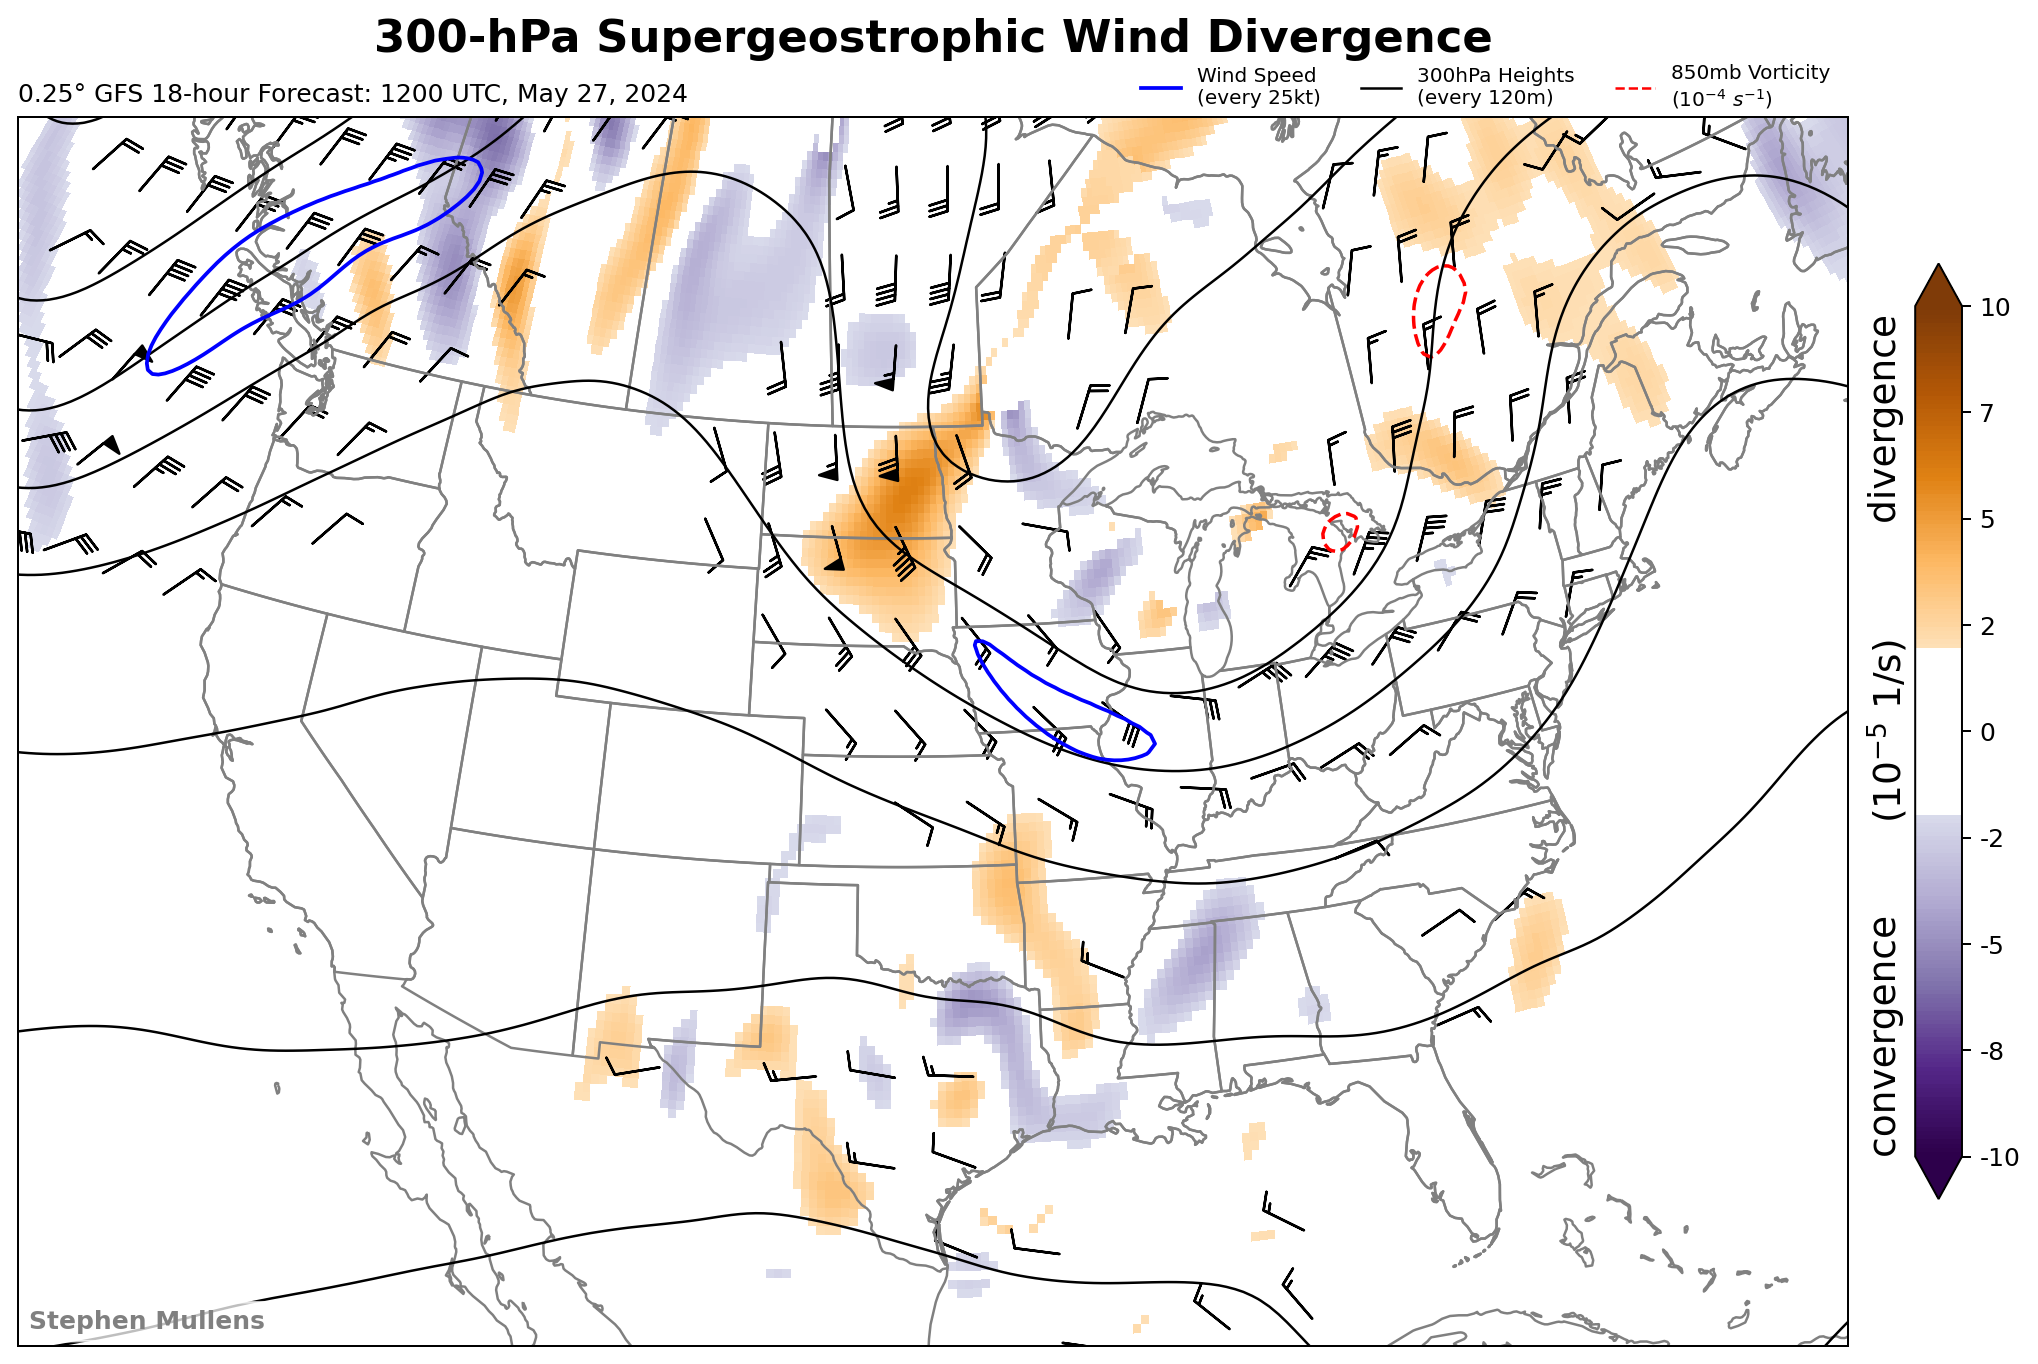 300-hPa Supergeostrophic Wind Divergence
0.25° GFS 18-hour Forecast: 1200 UTC, May 27, 2024
Wind Speed
(every 25kt)
300hPa Heights
(every 120m)
850mb Vorticity
(10⁻⁴ s⁻¹)
10
7
5
2
0
-2
-5
-8
-10
convergence (10⁻⁵ 1/s) divergence
Stephen Mullens